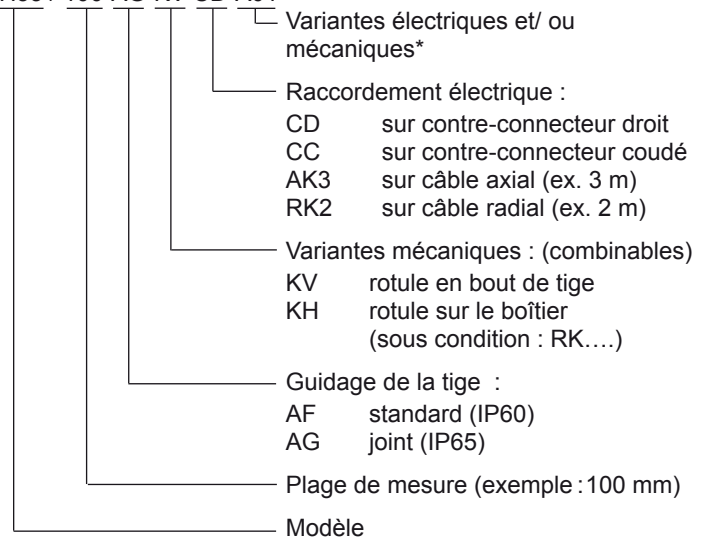 Variantes électriques et/ ou
mécaniques*
Raccordement électrique :
CD sur contre-connecteur droit
CC sur contre-connecteur coudé
AK3 sur câble axial (ex. 3 m)
RK2 sur câble radial (ex. 2 m)
Variantes mécaniques : (combinables)
KV rotule en bout de tige
KH rotule sur le boîtier
(sous condition : RK….)
Guidage de la tige :
AF standard (IP60)
AG joint (IP65)
Plage de mesure (exemple : 100 mm)
Modèle